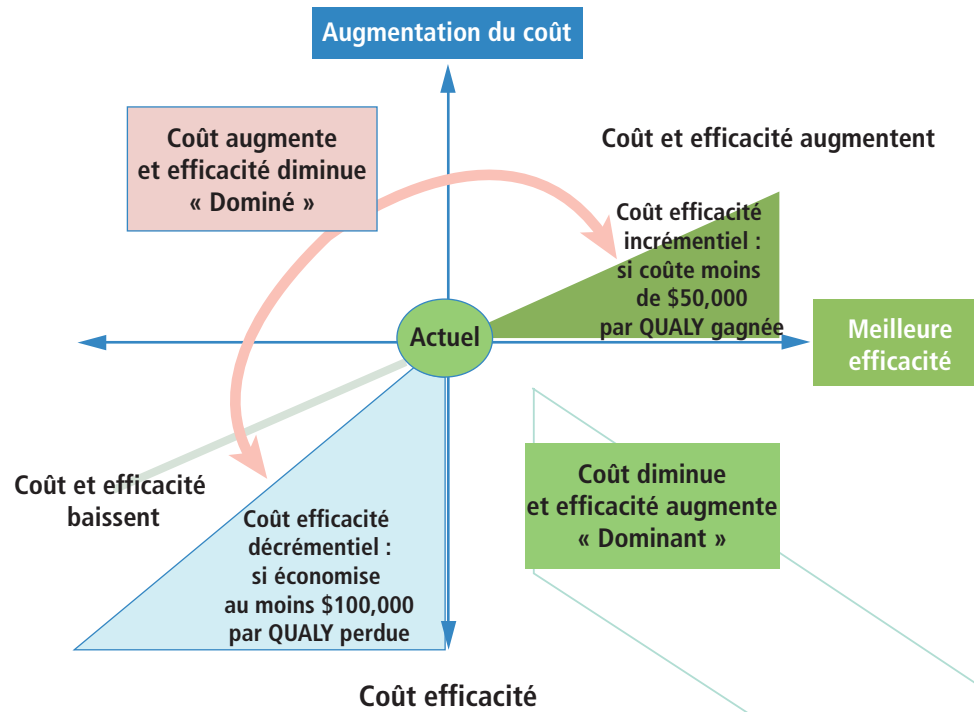 Augmentation du coût
Coût augmente
et efficacité diminue
« Dominé »
Coût et efficacité augmentent
Coût efficacité
incrémentiel :
si coûte moins
de $50,000
par QUALY gagnée
Actuel
Meilleure
efficacité
Coût et efficacité
baissent
Coût efficacité
décrémentiel :
si économise
au moins $100,000
par QUALY perdue
Coût diminue
et efficacité augmente
« Dominant »
Coût efficacité